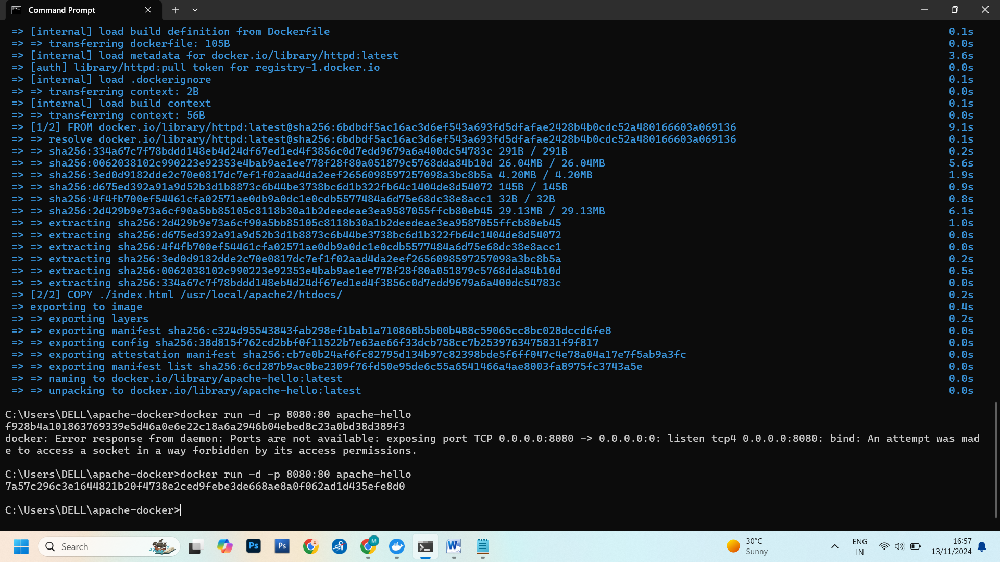 Command Prompt
=> [internal] load build definition from Dockerfile 0.1s
=> => transferring dockerfile: 105B 0.0s
=> [internal] load metadata for docker.io/library/httpd:latest 3.6s
=> [auth] library/httpd:pull token for registry-1.docker.io 0.0s
=> [internal] load .dockerignore 0.1s
=> => transferring context: 2B 0.0s
=> [internal] load build context 0.1s
=> => transferring context: 56B 0.0s
=> [1/2] FROM docker.io/library/httpd:latest@sha256:6bdbdf5ac16ac3d6ef543a693fd5dfafae2428b4b0cdc52a480166603a069136 9.1s
=> => resolve docker.io/library/httpd:latest@sha256:6bdbdf5ac16ac3d6ef543a693fd5dfafae2428b4b0cdc52a480166603a069136 0.1s
=> => sha256:334a67c7f78bddd148eb4d24df67ed1ed4f3856c0d7edd9679a6a400dc54783c 291B / 291B 0.2s
=> => sha256:0062038102c990223e92353e4bab9ae1ee778f28f80a051879c5768dda84b10d 26.04MB / 26.04MB 5.6s
=> => sha256:3ed0d9182dde2c70e0817dc7ef1f02aad4da2eef2656098597257098a3bc8b5a 4.20MB / 4.20MB 1.9s
=> => sha256:d675ed392a91a9d52b3d1b8873c6b44be3738bc6d1b322fb64c1404de8d54072 145B / 145B 0.9s
=> => sha256:4f4fb700ef54461cfa02571ae0db9a0dc1e0cdb5577484a6d75e68dc38e8acc1 32B / 32B 0.8s
=> => sha256:2d429b9e73a6cf90a5bb85105c8118b30a1b2deedeae3ea9587055ffcb80eb45 29.13MB / 29.13MB 6.1s
=> => extracting sha256:2d429b9e73a6cf90a5bb85105c8118b30a1b2deedeae3ea9587055ffcb80eb45 1.0s
=> => extracting sha256:d675ed392a91a9d52b3d1b8873c6b44be3738bc6d1b322fb64c1404de8d54072 0.0s
=> => extracting sha256:4f4fb700ef54461cfa02571ae0db9a0dc1e0cdb5577484a6d75e68dc38e8acc1 0.0s
=> => extracting sha256:3ed0d9182dde2c70e0817dc7ef1f02aad4da2eef2656098597257098a3bc8b5a 0.2s
=> => extracting sha256:0062038102c990223e92353e4bab9ae1ee778f28f80a051879c5768dda84b10d 0.5s
=> => extracting sha256:334a67c7f78bddd148eb4d24df67ed1ed4f3856c0d7edd9679a6a400dc54783c 0.0s
=> [2/2] COPY ./index.html /usr/local/apache2/htdocs/ 0.2s
=> exporting to image 0.4s
=> => exporting layers 0.2s
=> => exporting manifest sha256:c324d95543843fab298ef1bab1a710868b5b00b488c59065cc8bc028dccd6fe8 0.0s
=> => exporting config sha256:38d815f762cd2bbf0f11522b7e63ae66f33dcb758cc7b2539763475831f9f817 0.0s
=> => exporting attestation manifest sha256:cb7e0b24af6fc82795d134b97c82398bde5f6ff047c4e78a04a17e7f5ab9a3fc 0.0s
=> => exporting manifest list sha256:6cd287b9ac0be2309f76fd50e95de6c55a6541466a4ae8003fa8975fc3743a5e 0.0s
=> => naming to docker.io/library/apache-hello:latest 0.0s
=> => unpacking to docker.io/library/apache-hello:latest 0.0s
C:\Users\DELL\apache-docker>docker run -d -p 8080:80 apache-hello
f928b4a101863769339e5d46a0e6e22c18a6a2946b04ebed8c23a0bd38d389f3
docker: Error response from daemon: Ports are not available: exposing port TCP 0.0.0.0:8080 -> 0.0.0.0:0: listen tcp4 0.0.0.0:8080: bind: An attempt was mad
e to access a socket in a way forbidden by its access permissions.
C:\Users\DELL\apache-docker>docker run -d -p 8080:80 apache-hello
7a57c296c3e1644821b20f4738e2ced9febe3de668ae8a0f062ad1d435efe8d0
C:\Users\DELL\apache-docker>
Search
Ps
Ps
M
W
30°C
Sunny
ENG
IN
16:57
13/11/2024